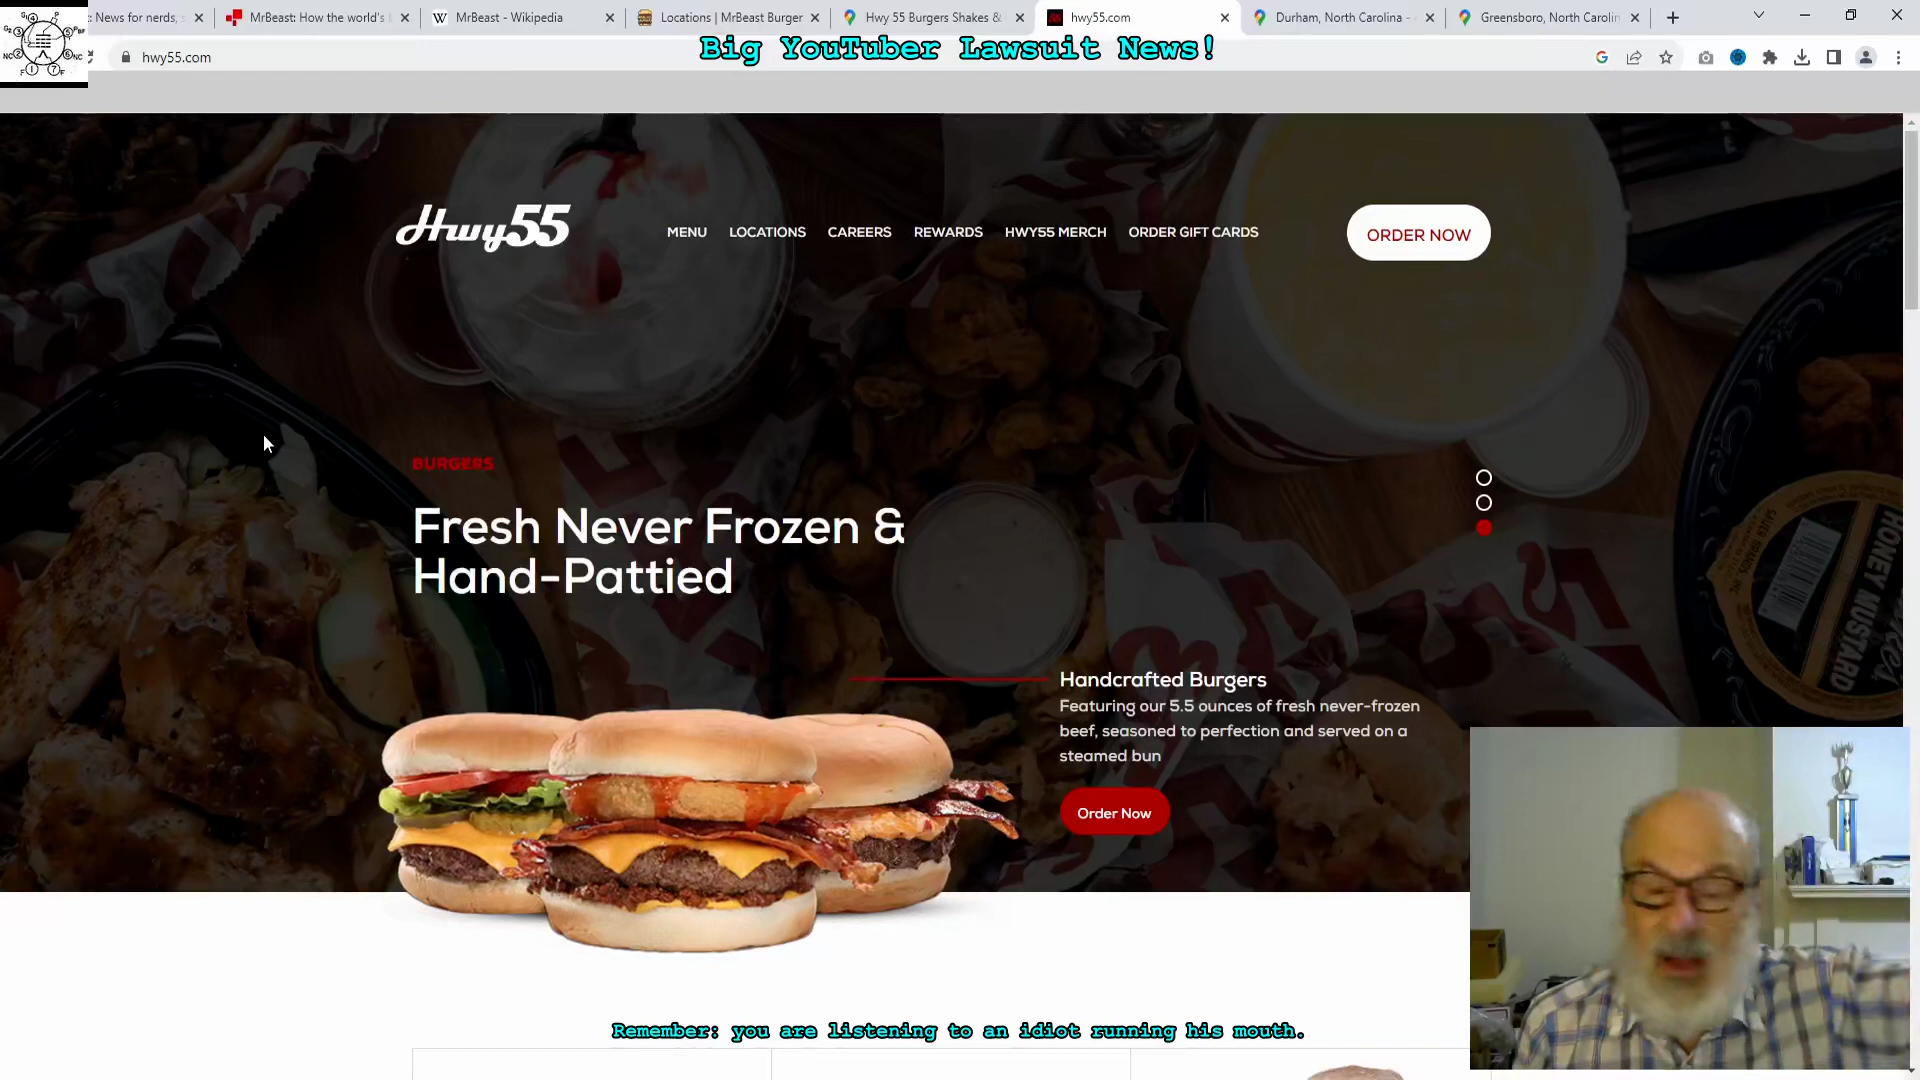 : News for nerds, s
MrBeast: How the world's l
MrBeast - Wikipedia
Locations | MrBeast Burger
Hwy 55 Burgers Shakes &
hwy55.com
Durham, North Carolina -
Greensboro, North Carolin
hwy55.com
Big YouTuber Lawsuit News!
Hwy55
MENU LOCATIONS CAREERS REWARDS HWY55 MERCH ORDER GIFT CARDS
ORDER NOW
BURGERS
Fresh Never Frozen &
Hand-Pattied
HONEY MUSTARD
Handcrafted Burgers
Featuring our 5.5 ounces of fresh never-frozen
beef, seasoned to perfection and served on a
steamed bun
Order Now
Remember: you are listening to an idiot running his mouth.